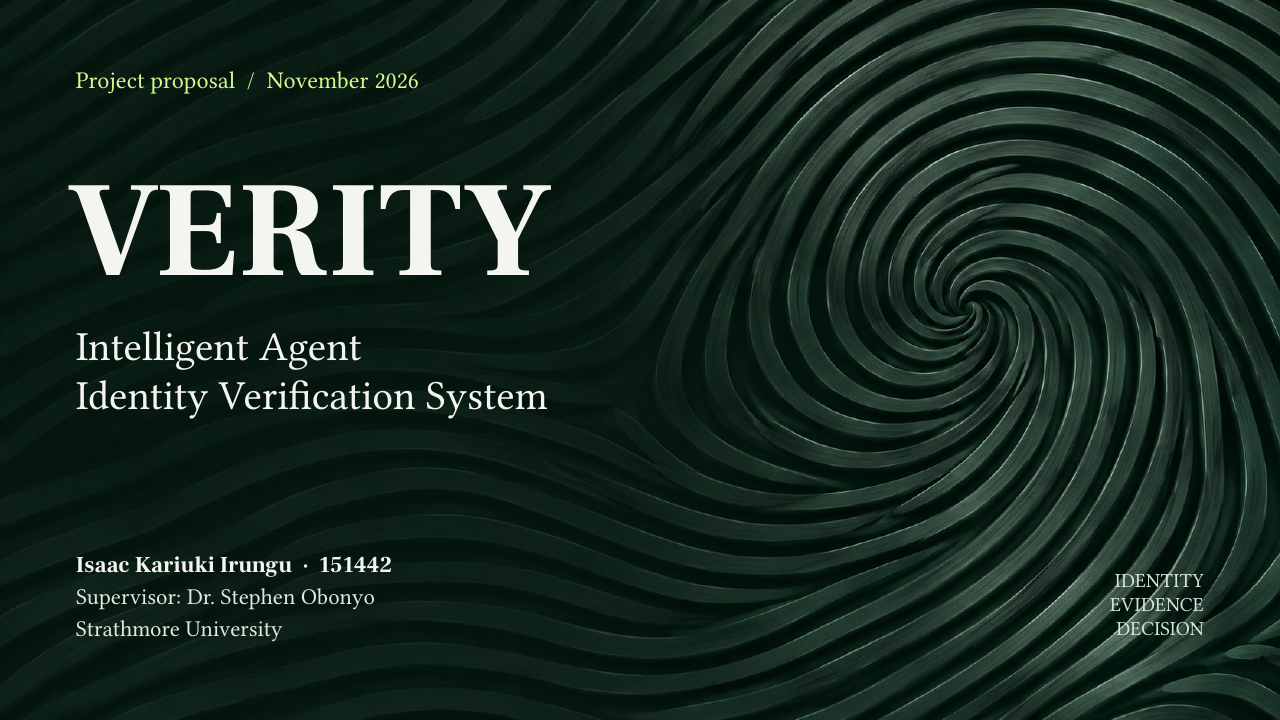 Project proposal / November 2026
VERITY
Intelligent Agent
Identity Verification System
Isaac Kariuki Irungu · 151442
Supervisor: Dr. Stephen Obonyo
Strathmore University
IDENTITY
EVIDENCE
DECISION